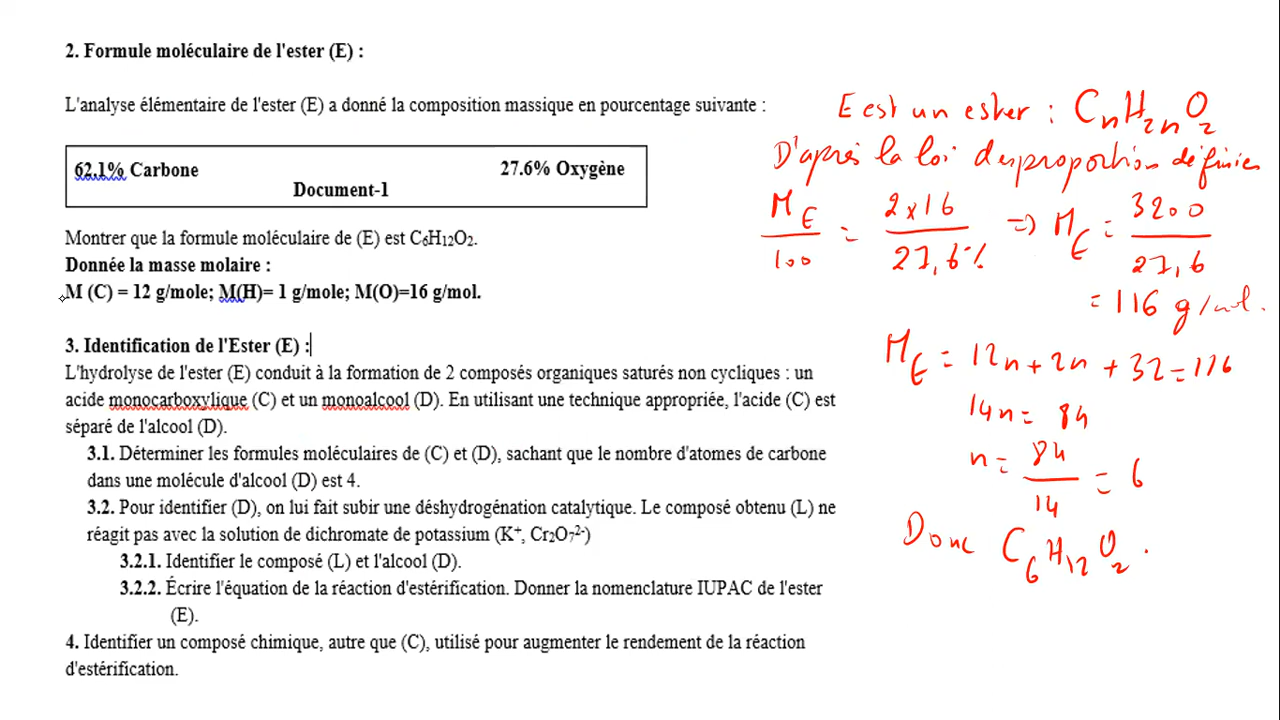 2. Formule moléculaire de l'ester (E) :
L'analyse élémentaire de l'ester (E) a donné la composition massique en pourcentage suivante :
62.1% Carbone 27.6% Oxygène
Document-1
Montrer que la formule moléculaire de (E) est C₆H₁₂O₂.
Donnée la masse molaire :
M (C) = 12 g/mole; M(H)= 1 g/mole; M(O)=16 g/mol.
3. Identification de l'Ester (E) :
L'hydrolyse de l'ester (E) conduit à la formation de 2 composés organiques saturés non cycliques : un
acide monocarboxylique (C) et un monoalcool (D). En utilisant une technique appropriée, l'acide (C) est
séparé de l'alcool (D).
3.1. Déterminer les formules moléculaires de (C) et (D), sachant que le nombre d'atomes de carbone
dans une molécule d'alcool (D) est 4.
3.2. Pour identifier (D), on lui fait subir une déshydrogénation catalytique. Le composé obtenu (L) ne
réagit pas avec la solution de dichromate de potassium (K⁺, Cr₂O₇²⁻)
3.2.1. Identifier le composé (L) et l'alcool (D).
3.2.2. Écrire l'équation de la réaction d'estérification. Donner la nomenclature IUPAC de l'ester
(E).
4. Identifier un composé chimique, autre que (C), utilisé pour augmenter le rendement de la réaction
d'estérification.
E est un ester : CₙH₂ₙO₂
D'après la loi des proportion définies
M_E / 100 = 2 x 16 / 27,6% => M_E = 3200 / 27,6
= 116 g/mol.
M_E = 12n + 2n + 32 = 116
14n = 84
n = 84 / 14 = 6
Donc C₆H₁₂O₂.